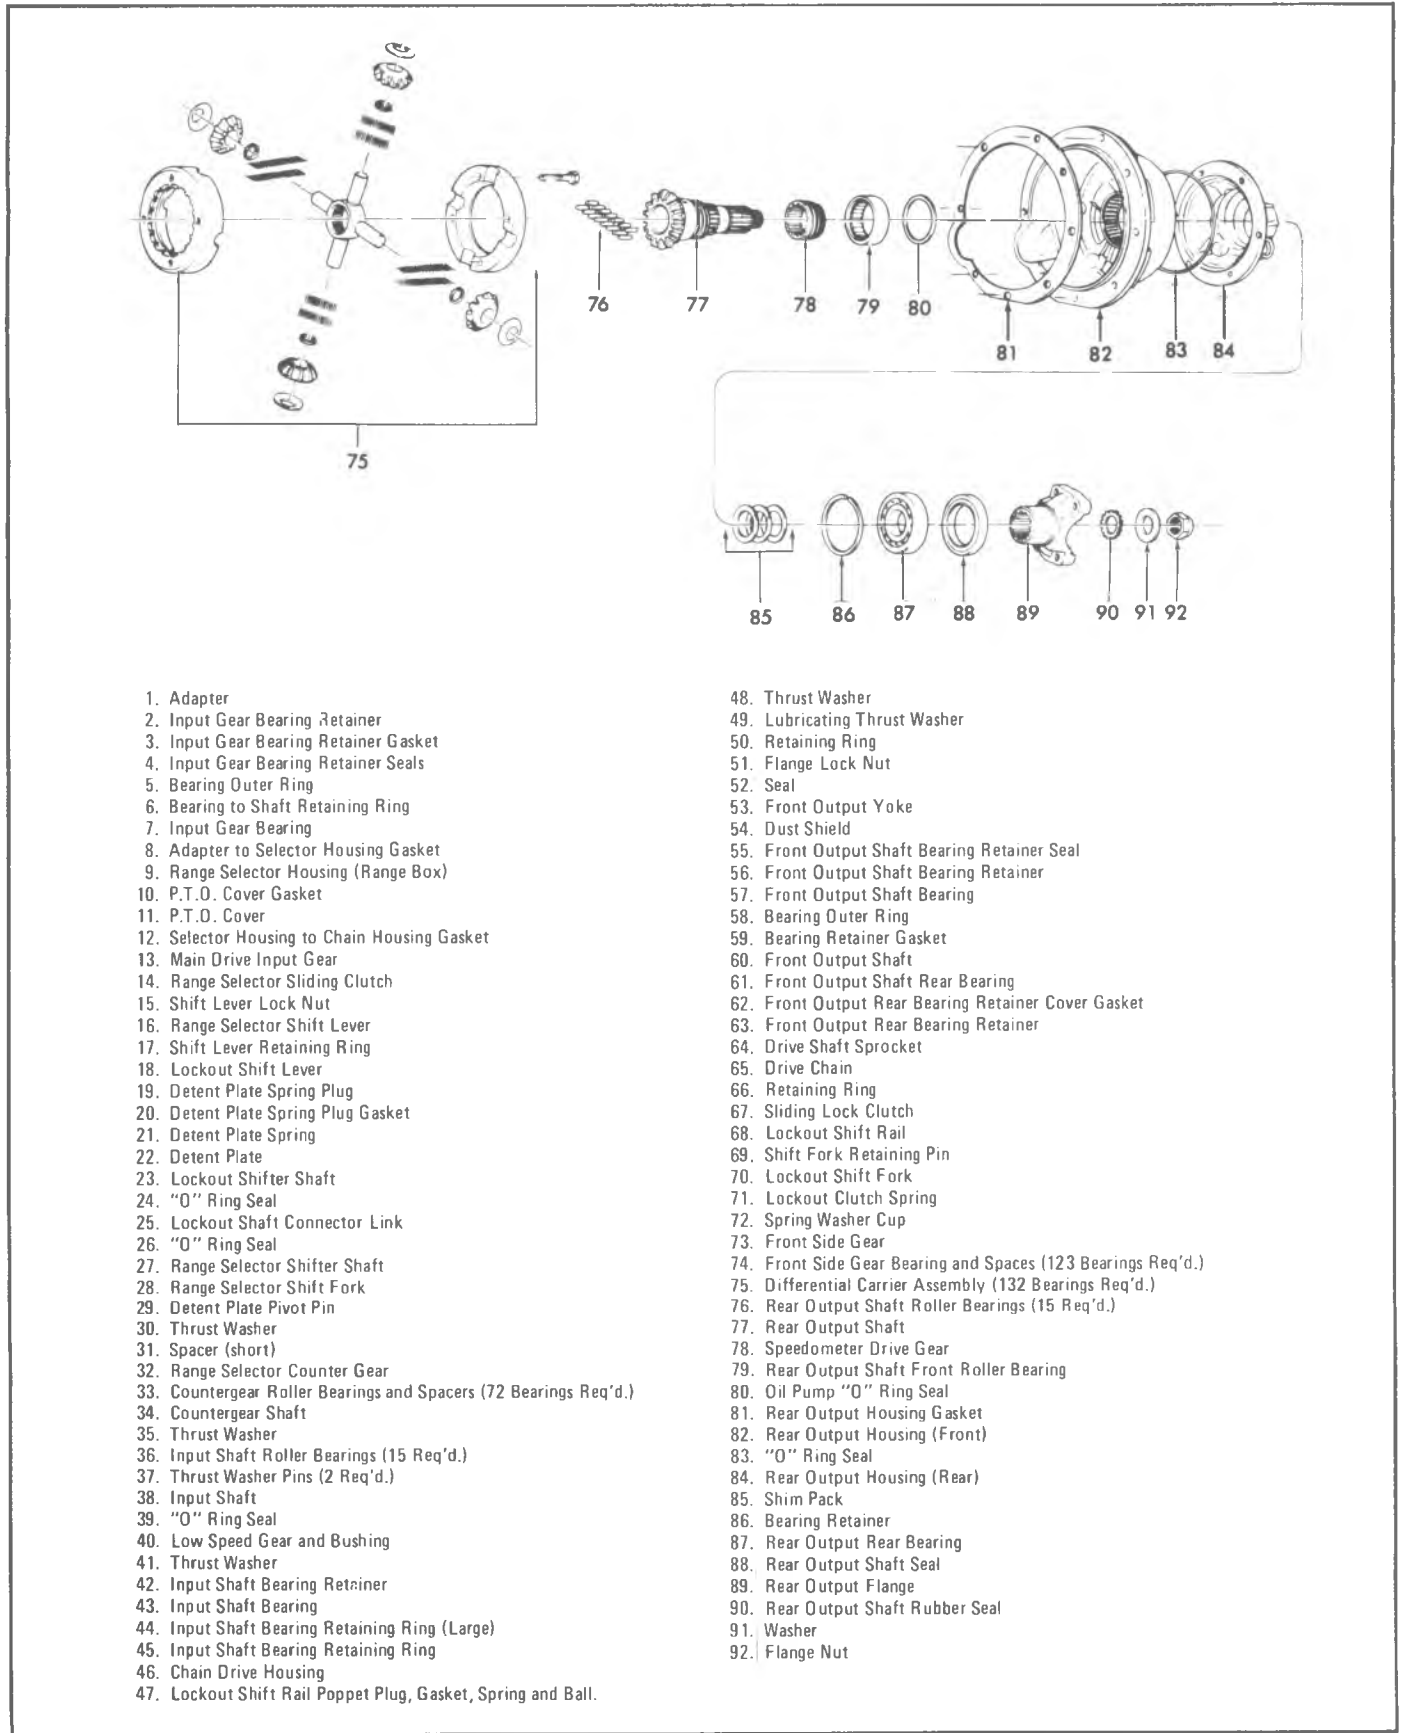 76 77 78 79 80
81 82 83 84
75
85 86 87 88 89 90 91 92
1. Adapter
2. Input Gear Bearing Retainer
3. Input Gear Bearing Retainer Gasket
4. Input Gear Bearing Retainer Seals
5. Bearing Outer Ring
6. Bearing to Shaft Retaining Ring
7. Input Gear Bearing
8. Adapter to Selector Housing Gasket
9. Range Selector Housing (Range Box)
10. P.T.O. Cover Gasket
11. P.T.O. Cover
12. Selector Housing to Chain Housing Gasket
13. Main Drive Input Gear
14. Range Selector Sliding Clutch
15. Shift Lever Lock Nut
16. Range Selector Shift Lever
17. Shift Lever Retaining Ring
18. Lockout Shift Lever
19. Detent Plate Spring Plug
20. Detent Plate Spring Plug Gasket
21. Detent Plate Spring
22. Detent Plate
23. Lockout Shifter Shaft
24. "O" Ring Seal
25. Lockout Shaft Connector Link
26. "O" Ring Seal
27. Range Selector Shifter Shaft
28. Range Selector Shift Fork
29. Detent Plate Pivot Pin
30. Thrust Washer
31. Spacer (short)
32. Range Selector Counter Gear
33. Countergear Roller Bearings and Spacers (72 Bearings Req'd.)
34. Countergear Shaft
35. Thrust Washer
36. Input Shaft Roller Bearings (15 Req'd.)
37. Thrust Washer Pins (2 Req'd.)
38. Input Shaft
39. "O" Ring Seal
40. Low Speed Gear and Bushing
41. Thrust Washer
42. Input Shaft Bearing Retainer
43. Input Shaft Bearing
44. Input Shaft Bearing Retaining Ring (Large)
45. Input Shaft Bearing Retaining Ring
46. Chain Drive Housing
47. Lockout Shift Rail Poppet Plug, Gasket, Spring and Ball.
48. Thrust Washer
49. Lubricating Thrust Washer
50. Retaining Ring
51. Flange Lock Nut
52. Seal
53. Front Output Yoke
54. Dust Shield
55. Front Output Shaft Bearing Retainer Seal
56. Front Output Shaft Bearing Retainer
57. Front Output Shaft Bearing
58. Bearing Outer Ring
59. Bearing Retainer Gasket
60. Front Output Shaft
61. Front Output Shaft Rear Bearing
62. Front Output Rear Bearing Retainer Cover Gasket
63. Front Output Rear Bearing Retainer
64. Drive Shaft Sprocket
65. Drive Chain
66. Retaining Ring
67. Sliding Lock Clutch
68. Lockout Shift Rail
69. Shift Fork Retaining Pin
70. Lockout Shift Fork
71. Lockout Clutch Spring
72. Spring Washer Cup
73. Front Side Gear
74. Front Side Gear Bearing and Spaces (123 Bearings Req'd.)
75. Differential Carrier Assembly (132 Bearings Req'd.)
76. Rear Output Shaft Roller Bearings (15 Req'd.)
77. Rear Output Shaft
78. Speedometer Drive Gear
79. Rear Output Shaft Front Roller Bearing
80. Oil Pump "O" Ring Seal
81. Rear Output Housing Gasket
82. Rear Output Housing (Front)
83. "O" Ring Seal
84. Rear Output Housing (Rear)
85. Shim Pack
86. Bearing Retainer
87. Rear Output Rear Bearing
88. Rear Output Shaft Seal
89. Rear Output Flange
90. Rear Output Shaft Rubber Seal
91. Washer
92. Flange Nut